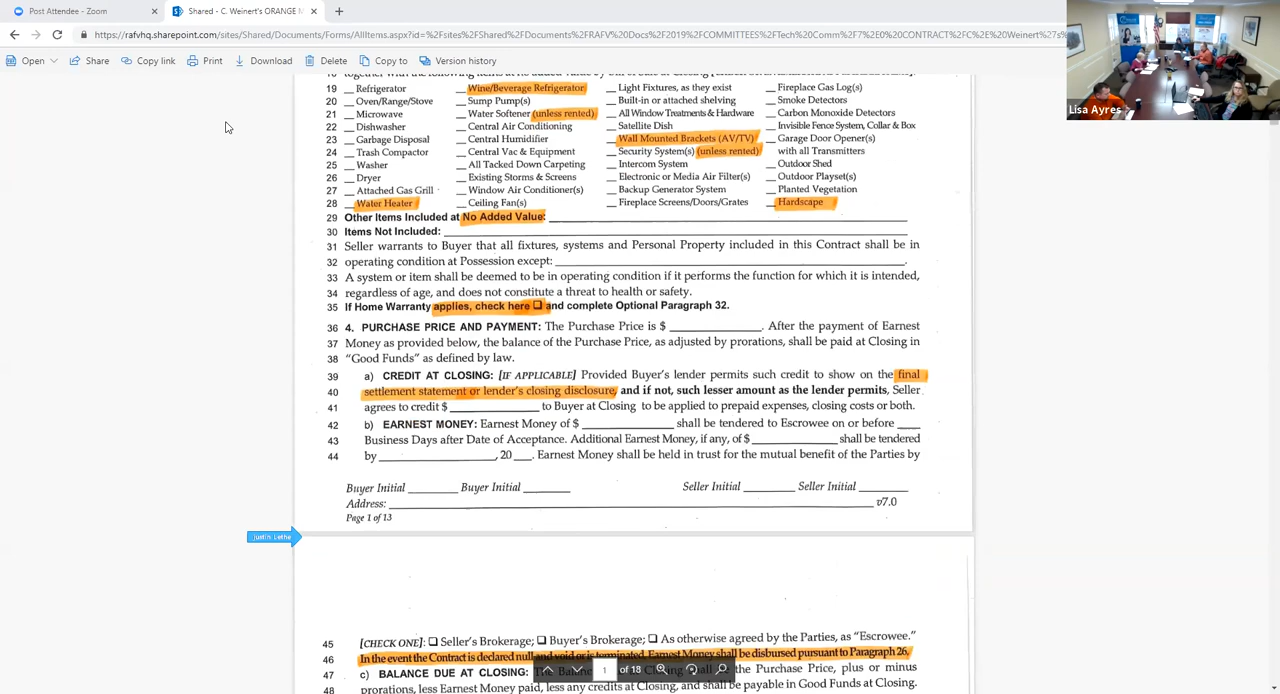 Post Attendee - Zoom
Shared - C. Weinert's ORANGE M
https://rafvhq.sharepoint.com/sites/Shared/Documents/Forms/AllItems.aspx?id=%2Fsites%2FShared%2FDocuments%2FRAFV%20Docs%2F2019%2FCOMMITTEES%2FTech%20Comm%2F7%2E0%20CONTRACT%2FC%2E%20Weinert's%
Open Share Copy link Print Download Delete Copy to Version history
Lisa Ayres
19 __ Refrigerator __ Wine/Beverage Refrigerator __ Light Fixtures, as they exist __ Fireplace Gas Log(s)
20 __ Oven/Range/Stove __ Sump Pump(s) __ Built-in or attached shelving __ Smoke Detectors
21 __ Microwave __ Water Softener (unless rented) __ All Window Treatments & Hardware __ Carbon Monoxide Detectors
22 __ Dishwasher __ Central Air Conditioning __ Satellite Dish __ Invisible Fence System, Collar & Box
23 __ Garbage Disposal __ Central Humidifier __ Wall Mounted Brackets (AV/TV) __ Garage Door Opener(s)
24 __ Trash Compactor __ Central Vac & Equipment __ Security System(s) (unless rented) with all Transmitters
25 __ Washer __ All Tacked Down Carpeting __ Intercom System __ Outdoor Shed
26 __ Dryer __ Existing Storms & Screens __ Electronic or Media Air Filter(s) __ Outdoor Playset(s)
27 __ Attached Gas Grill __ Window Air Conditioner(s) __ Backup Generator System __ Planted Vegetation
28 __ Water Heater __ Ceiling Fan(s) __ Fireplace Screens/Doors/Grates __ Hardscape
29 Other Items Included at No Added Value: ____
30 Items Not Included: ____
31 Seller warrants to Buyer that all fixtures, systems and Personal Property included in this Contract shall be in
32 operating condition at Possession except: ____.
33 A system or item shall be deemed to be in operating condition if it performs the function for which it is intended,
34 regardless of age, and does not constitute a threat to health or safety.
35 If Home Warranty applies, check here ❑ and complete Optional Paragraph 32.
36 4. PURCHASE PRICE AND PAYMENT: The Purchase Price is $ ____. After the payment of Earnest
37 Money as provided below, the balance of the Purchase Price, as adjusted by prorations, shall be paid at Closing in
38 "Good Funds" as defined by law.
39 a) CREDIT AT CLOSING: [IF APPLICABLE] Provided Buyer's lender permits such credit to show on the final
40 settlement statement or lender's closing disclosure, and if not, such lesser amount as the lender permits, Seller
41 agrees to credit $ ____ to Buyer at Closing to be applied to prepaid expenses, closing costs or both.
42 b) EARNEST MONEY: Earnest Money of $ ____ shall be tendered to Escrowee on or before ____
43 Business Days after Date of Acceptance. Additional Earnest Money, if any, of $ ____ shall be tendered
44 by ____, 20 ___. Earnest Money shall be held in trust for the mutual benefit of the Parties by
Buyer Initial ____ Buyer Initial ____ Seller Initial ____ Seller Initial ____
Address: ____ v7.0
Page 1 of 13
45 [CHECK ONE]: ❑ Seller's Brokerage; ❑ Buyer's Brokerage; ❑ As otherwise agreed by the Parties, as "Escrowee."
46 In the event the Contract is declared null and void or is terminated, Earnest Money shall be disbursed pursuant to Paragraph 26.
47 c) BALANCE DUE AT CLOSING: The the Purchase Price, plus or minus
1 of 18
48 prorations, less Earnest Money paid, less any credits at Closing, and shall be payable in Good Funds at Closing.